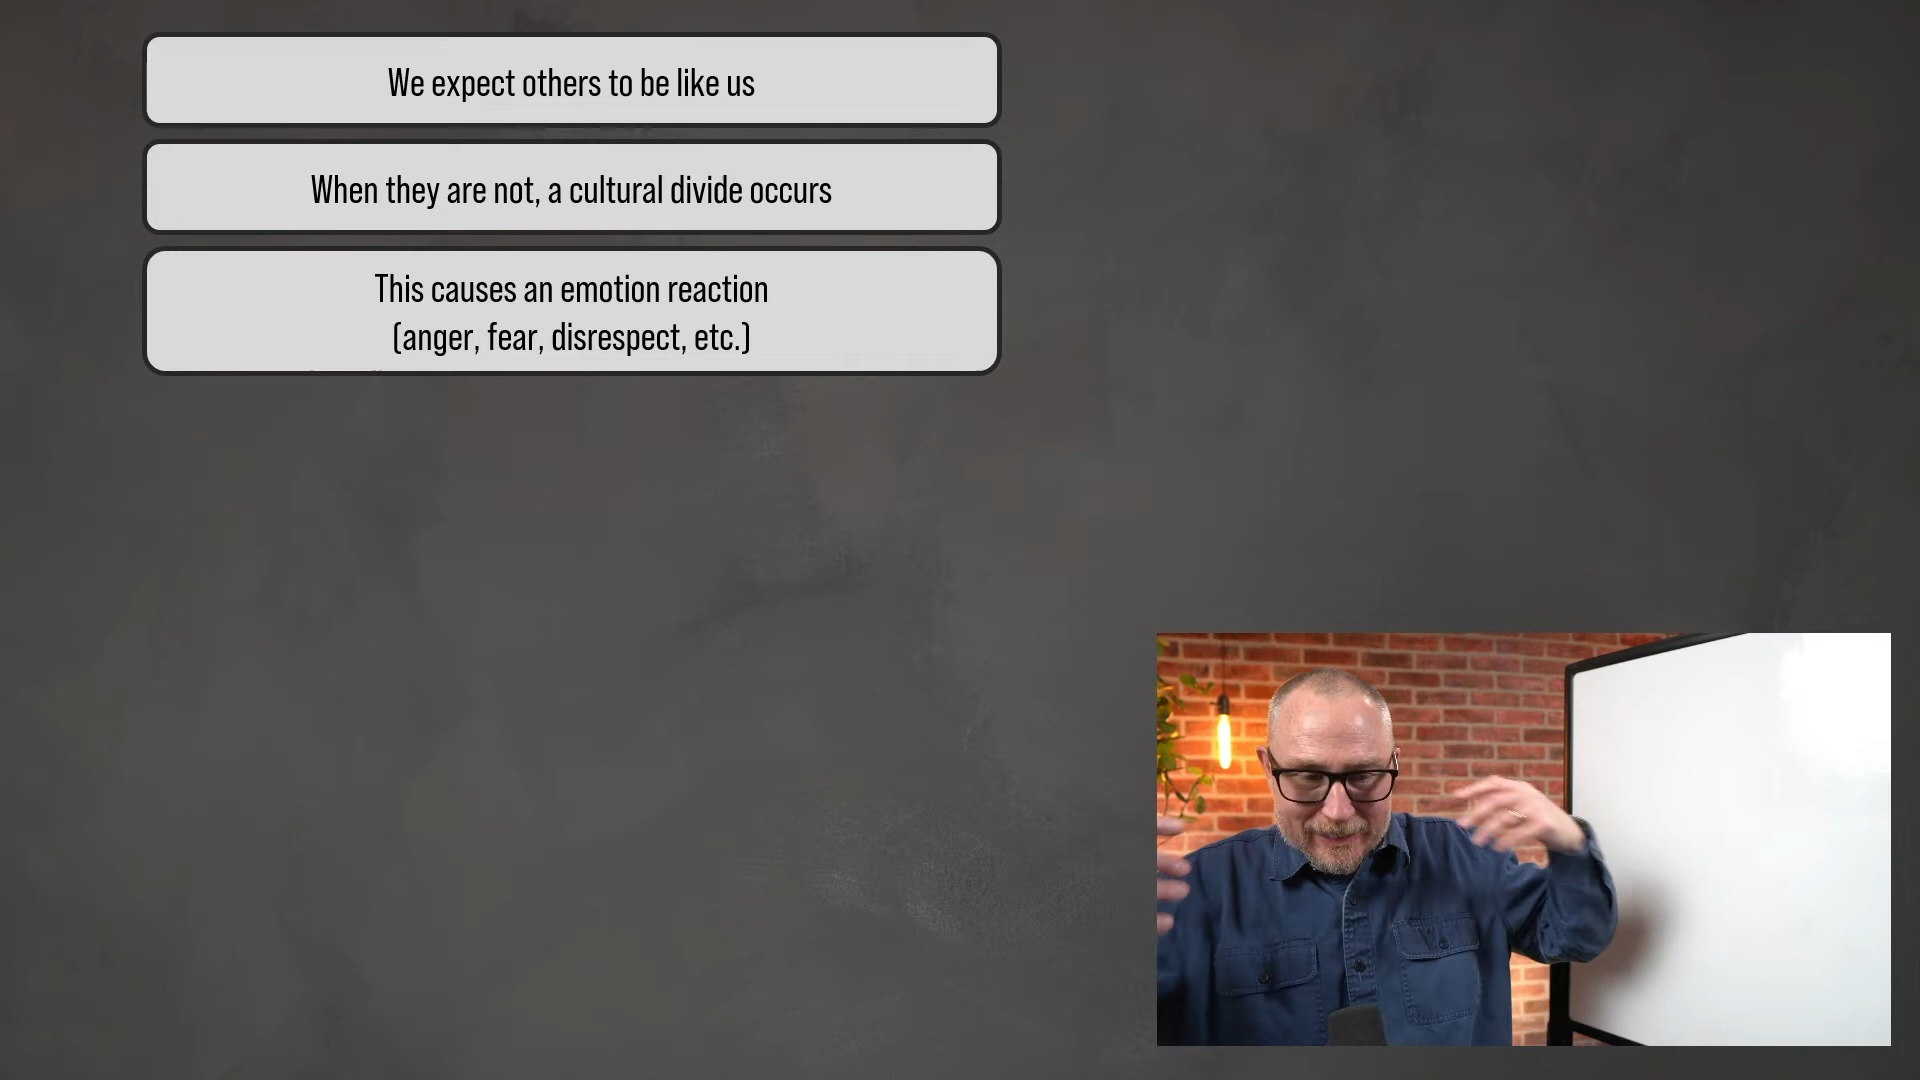 We expect others to be like us
When they are not, a cultural divide occurs
This causes an emotion reaction
(anger, fear, disrespect, etc.)